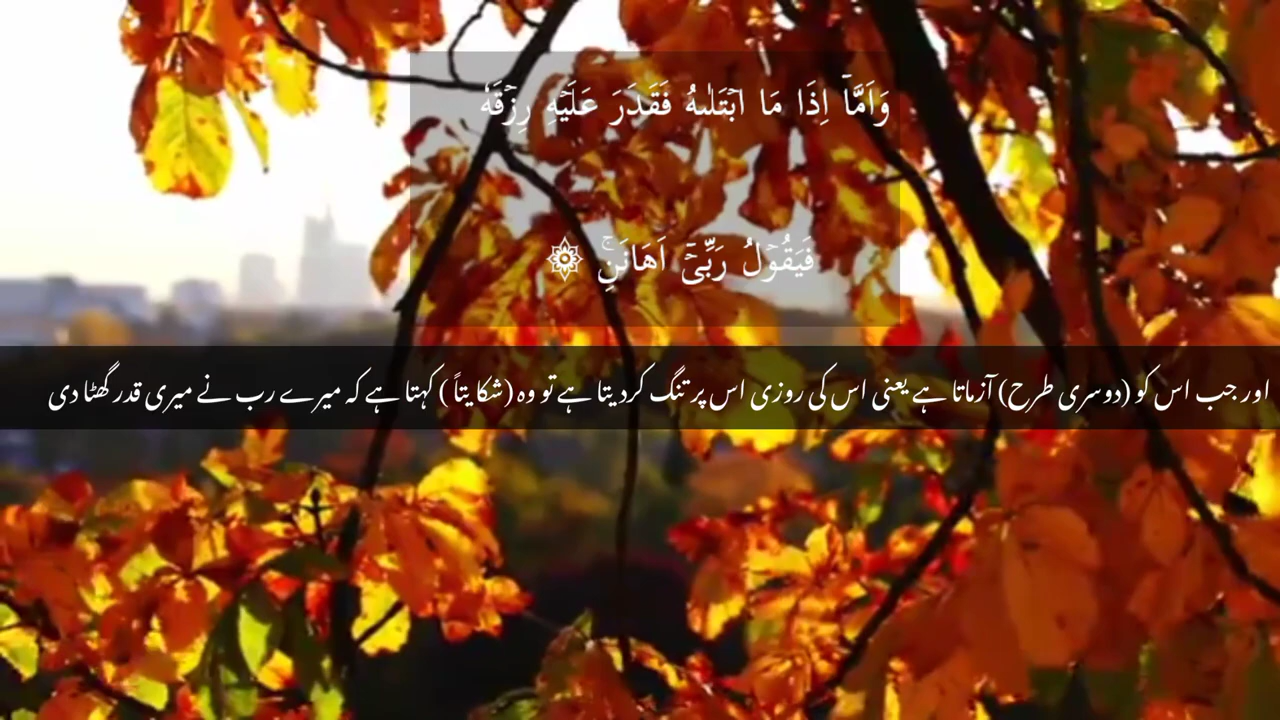 وَاَمَّاۤ اِذَا مَا ابۡتَلٰٮهُ فَقَدَرَ عَلَيۡهِ رِزۡقَهٗ
فَيَقُوۡلُ رَبِّىۡۤ اَهَانَنِۚ ۞
اور جب اس کو (دوسری طرح) آزماتا ہے یعنی اس کی روزی اس پر تنگ کردیتا ہے تو وہ (شکایتاً ) کہتا ہے کہ میرے رب نے میری قدر گھٹا دی